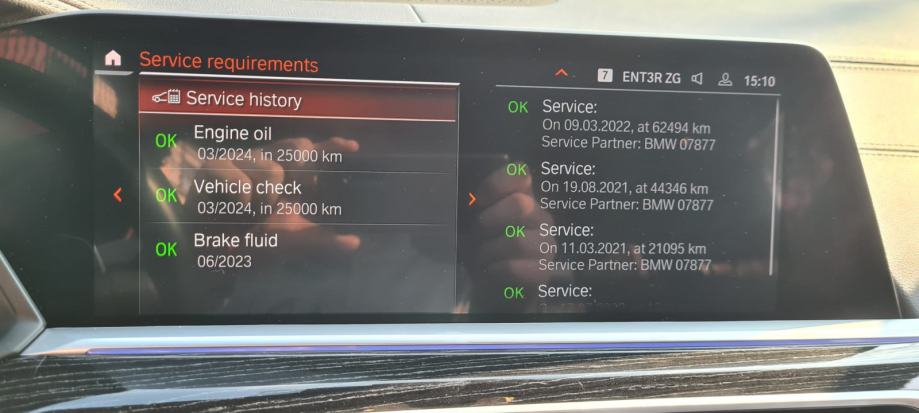 Service requirements
7 ENT3R ZG 15:10
Service history
OK Engine oil
03/2024, in 25000 km
OK Vehicle check
03/2024, in 25000 km
OK Brake fluid
06/2023
OK Service:
On 09.03.2022, at 62494 km
Service Partner: BMW 07877
OK Service:
On 19.08.2021, at 44346 km
Service Partner: BMW 07877
OK Service:
On 11.03.2021, at 21095 km
Service Partner: BMW 07877
OK Service: